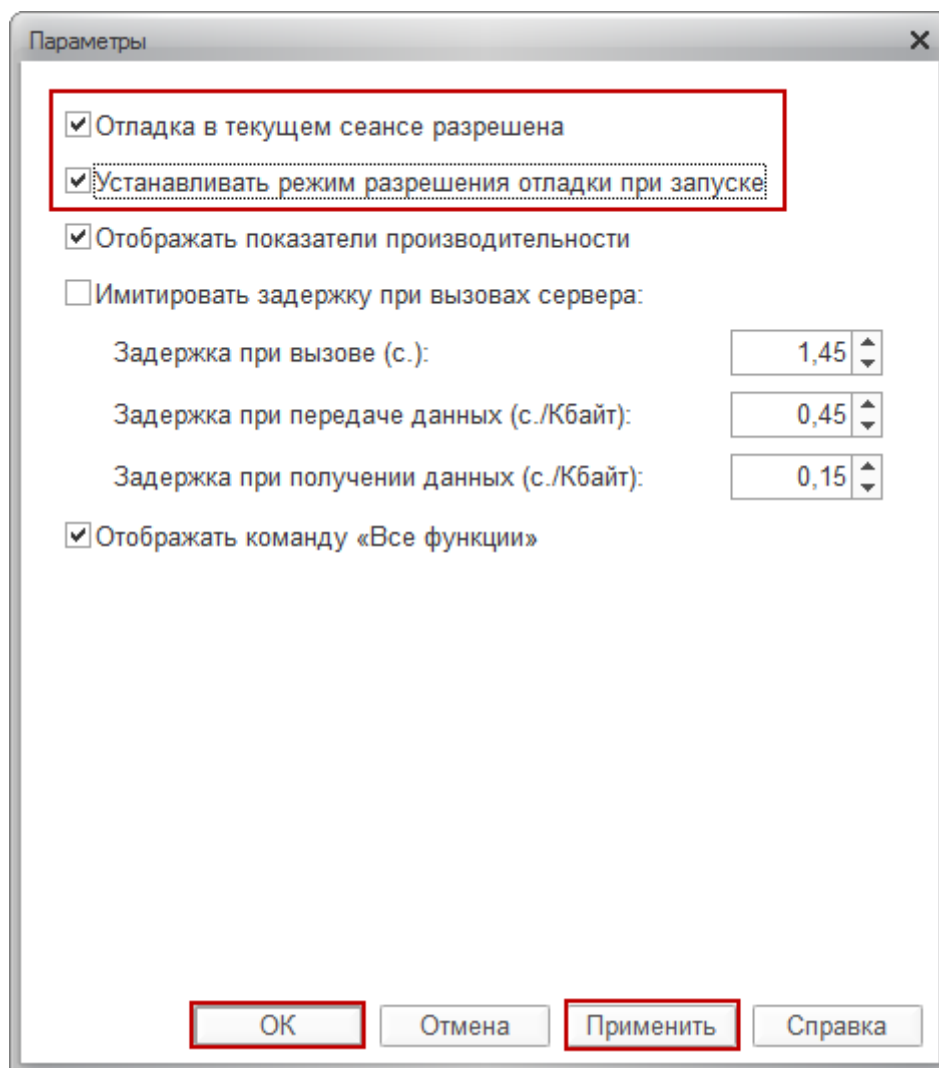 Параметры
Отладка в текущем сеансе разрешена
Устанавливать режим разрешения отладки при запуске
Отображать показатели производительности
Имитировать задержку при вызовах сервера:
Задержка при вызове (с.): 1,45
Задержка при передаче данных (с./Кбайт): 0,45
Задержка при получении данных (с./Кбайт): 0,15
Отображать команду «Все функции»
ОК Отмена Применить Справка